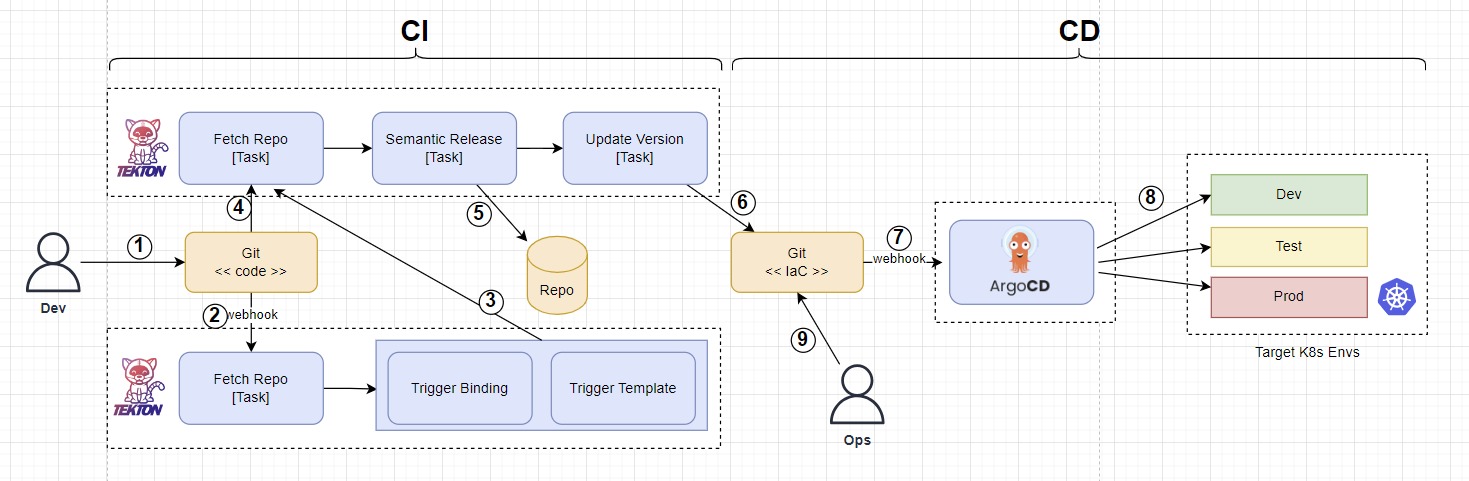 CI
CD
TEKTON
Fetch Repo
[Task]
Semantic Release
[Task]
Update Version
[Task]
4
5
6
8
Dev
Test
Prod
Target K8s Envs
1
Dev
Git
<< code >>
Repo
Git
<< IaC >>
7
webhook
ArgoCD
2
webhook
3
9
Ops
TEKTON
Fetch Repo
[Task]
Trigger Binding
Trigger Template